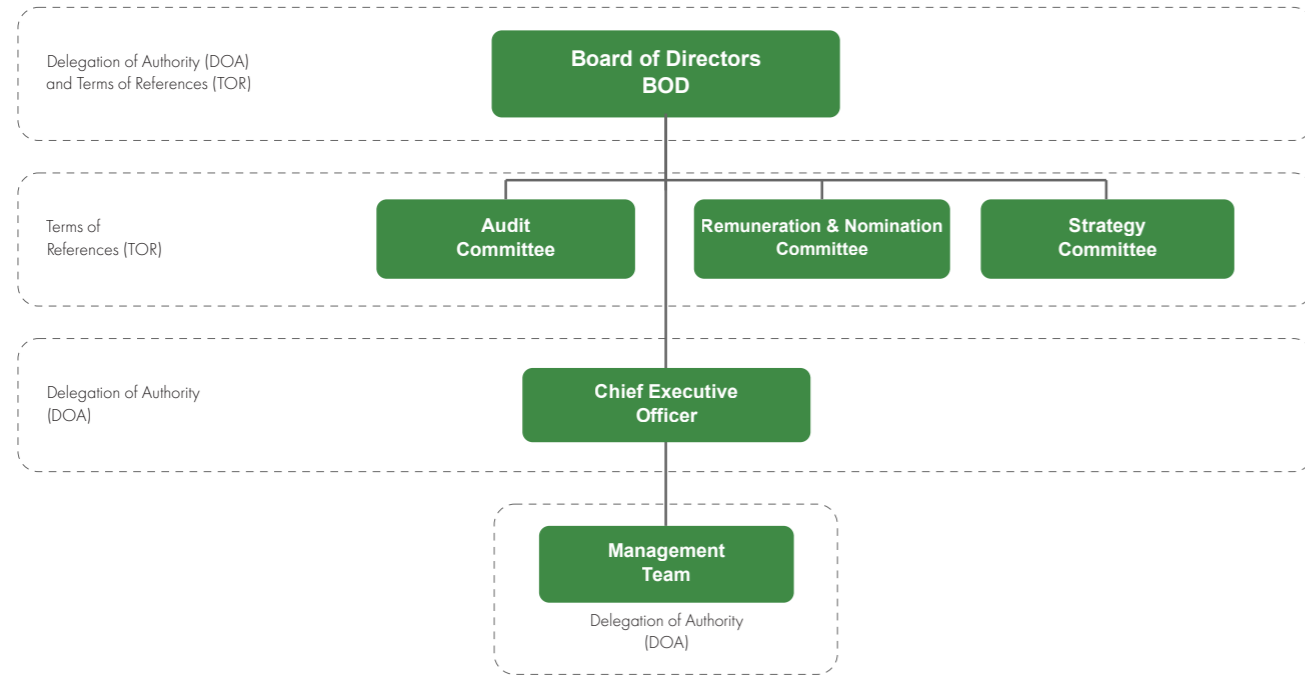 Delegation of Authority (DOA)
and Terms of References (TOR)
Board of Directors
BOD
Terms of
References (TOR)
Audit
Committee
Remuneration & Nomination
Committee
Strategy
Committee
Delegation of Authority
(DOA)
Chief Executive
Officer
Management
Team
Delegation of Authority
(DOA)